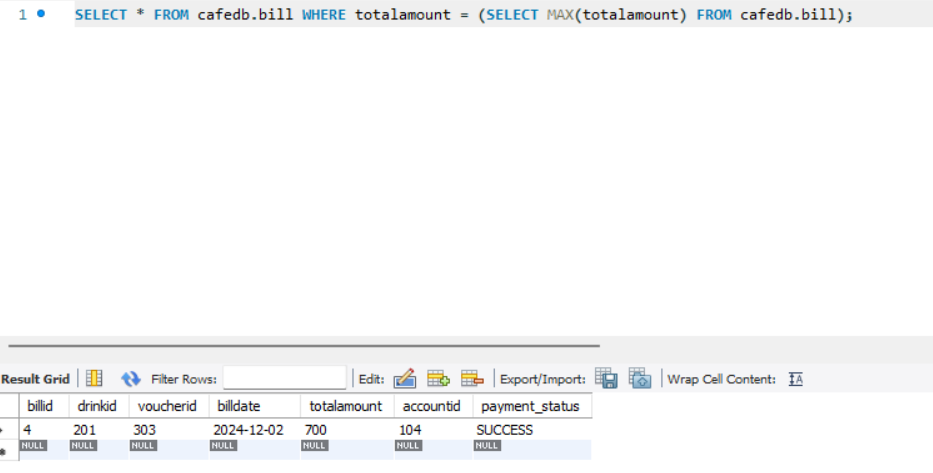 1 SELECT * FROM cafedb.bill WHERE totalamount = (SELECT MAX(totalamount) FROM cafedb.bill);
Result Grid Filter Rows: Edit: Export/Import: Wrap Cell Content: IA
billid drinkid voucherid billdate totalamount accountid payment_status
4 201 303 2024-12-02 700 104 SUCCESS
NULL NULL NULL NULL NULL NULL NULL